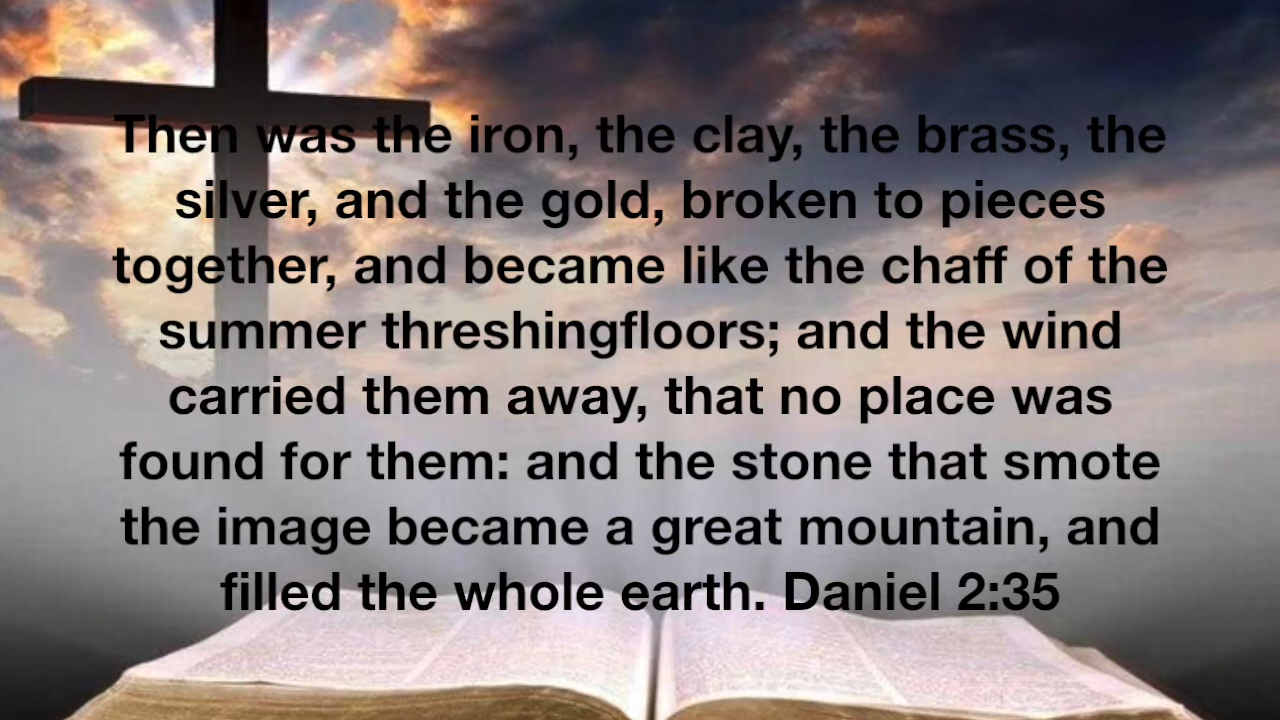 Then was the iron, the clay, the brass, the
silver, and the gold, broken to pieces
together, and became like the chaff of the
summer threshingfloors; and the wind
carried them away, that no place was
found for them: and the stone that smote
the image became a great mountain, and
filled the whole earth. Daniel 2:35